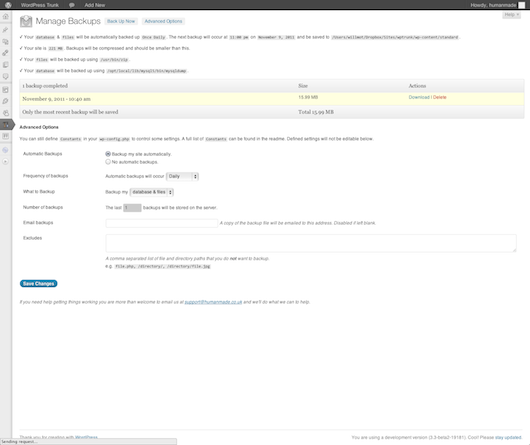 WordPress Trunk Add New Howdy, humanmade
Help
Manage Backups Back Up Now Advanced Options
✓ Your database & files will be automatically backed up Once Daily. The next backup will occur at 11:00 pm on November 9, 2011 and be saved to
✓ Your site is MB. Backups will be compressed and should be smaller than this.
✓ Your files will be backed up using /usr/bin/zip.
✓ Your database will be backed up using /opt/local/lib/mysql5/bin/mysqldump.
1 backup completed Size Actions
November 9, 2011 - 10:40 am 15.99 MB Download | Delete
Only the most recent backup will be saved Total 15.99 MB
Advanced Options
You can still define Constants in your wp-config.php to control some settings. A full list of Constants can be found in the readme. Defined settings will not be editable below.
Automatic Backups Backup my site automatically.
No automatic backups.
Frequency of backups Automatic backups will occur Daily
What to Backup Backup my database & files
Number of backups The last 1 backups will be stored on the server.
Email backups A copy of the backup file will be emailed to this address. Disabled if left blank.
Excludes
A comma separated list of file and directory paths that you do not want to backup.
e.g. file.php, /directory/, /directory/file.jpg
Save Changes
If you need help getting things working you are more than welcome to email us at support@humanmade.co.uk and we'll do what we can to help.
Thank you for creating with WordPress. You are using a development version (3.3-beta2-19181). Cool! Please stay updated.
Sending request...